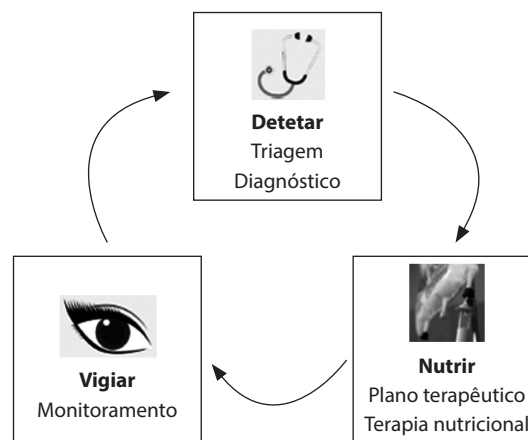 Detetar
Triagem
Diagnóstico
Vigiar
Monitoramento
Nutrir
Plano terapêutico
Terapia nutricional